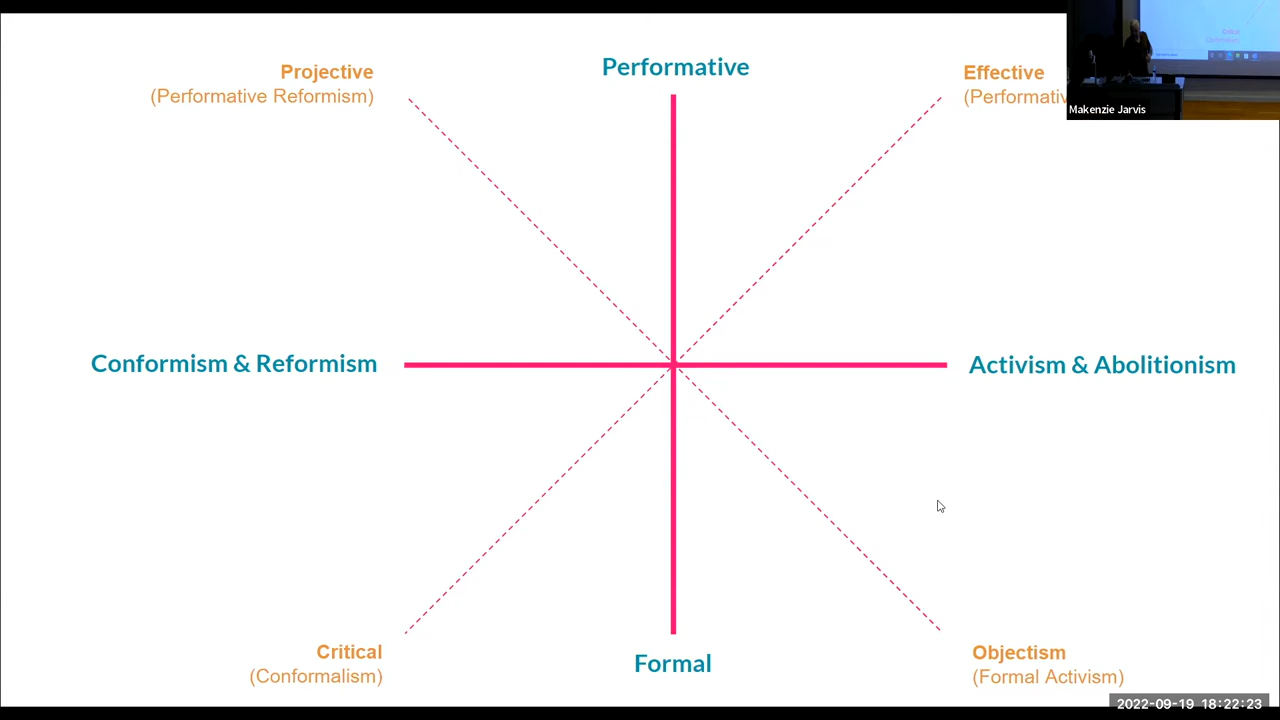 Projective
(Performative Reformism)
Performative
Effective
Makenzie Jarvis
Conformism & Reformism
Activism & Abolitionism
Critical
(Conformalism)
Formal
Objectism
(Formal Activism)
2022-09-19 18:22:23